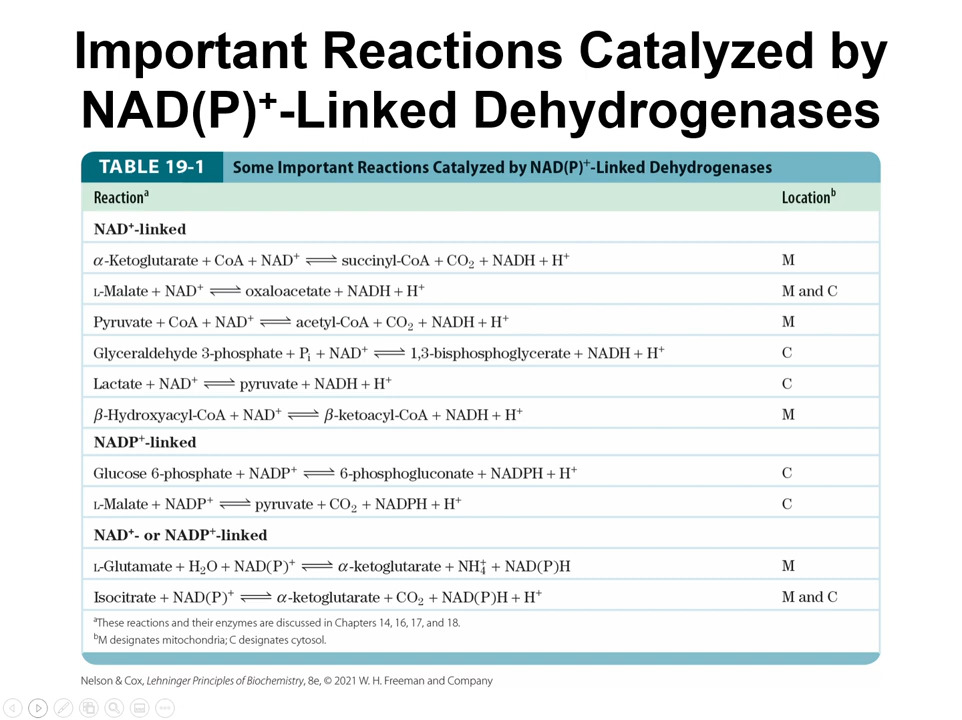 Important Reactions Catalyzed by
NAD(P)⁺-Linked Dehydrogenases
TABLE 19-1 Some Important Reactions Catalyzed by NAD(P)⁺-Linked Dehydrogenases
Reactionᵃ Locationᵇ
NAD⁺-linked
α-Ketoglutarate + CoA + NAD⁺ ⇌ succinyl-CoA + CO₂ + NADH + H⁺ M
L-Malate + NAD⁺ ⇌ oxaloacetate + NADH + H⁺ M and C
Pyruvate + CoA + NAD⁺ ⇌ acetyl-CoA + CO₂ + NADH + H⁺ M
Glyceraldehyde 3-phosphate + Pᵢ + NAD⁺ ⇌ 1,3-bisphosphoglycerate + NADH + H⁺ C
Lactate + NAD⁺ ⇌ pyruvate + NADH + H⁺ C
β-Hydroxyacyl-CoA + NAD⁺ ⇌ β-ketoacyl-CoA + NADH + H⁺ M
NADP⁺-linked
Glucose 6-phosphate + NADP⁺ ⇌ 6-phosphogluconate + NADPH + H⁺ C
L-Malate + NADP⁺ ⇌ pyruvate + CO₂ + NADPH + H⁺ C
NAD⁺- or NADP⁺-linked
L-Glutamate + H₂O + NAD(P)⁺ ⇌ α-ketoglutarate + NH₄⁺ + NAD(P)H M
Isocitrate + NAD(P)⁺ ⇌ α-ketoglutarate + CO₂ + NAD(P)H + H⁺ M and C
ᵃThese reactions and their enzymes are discussed in Chapters 14, 16, 17, and 18.
ᵇM designates mitochondria; C designates cytosol.
Nelson & Cox, Lehninger Principles of Biochemistry, 8e, © 2021 W. H. Freeman and Company